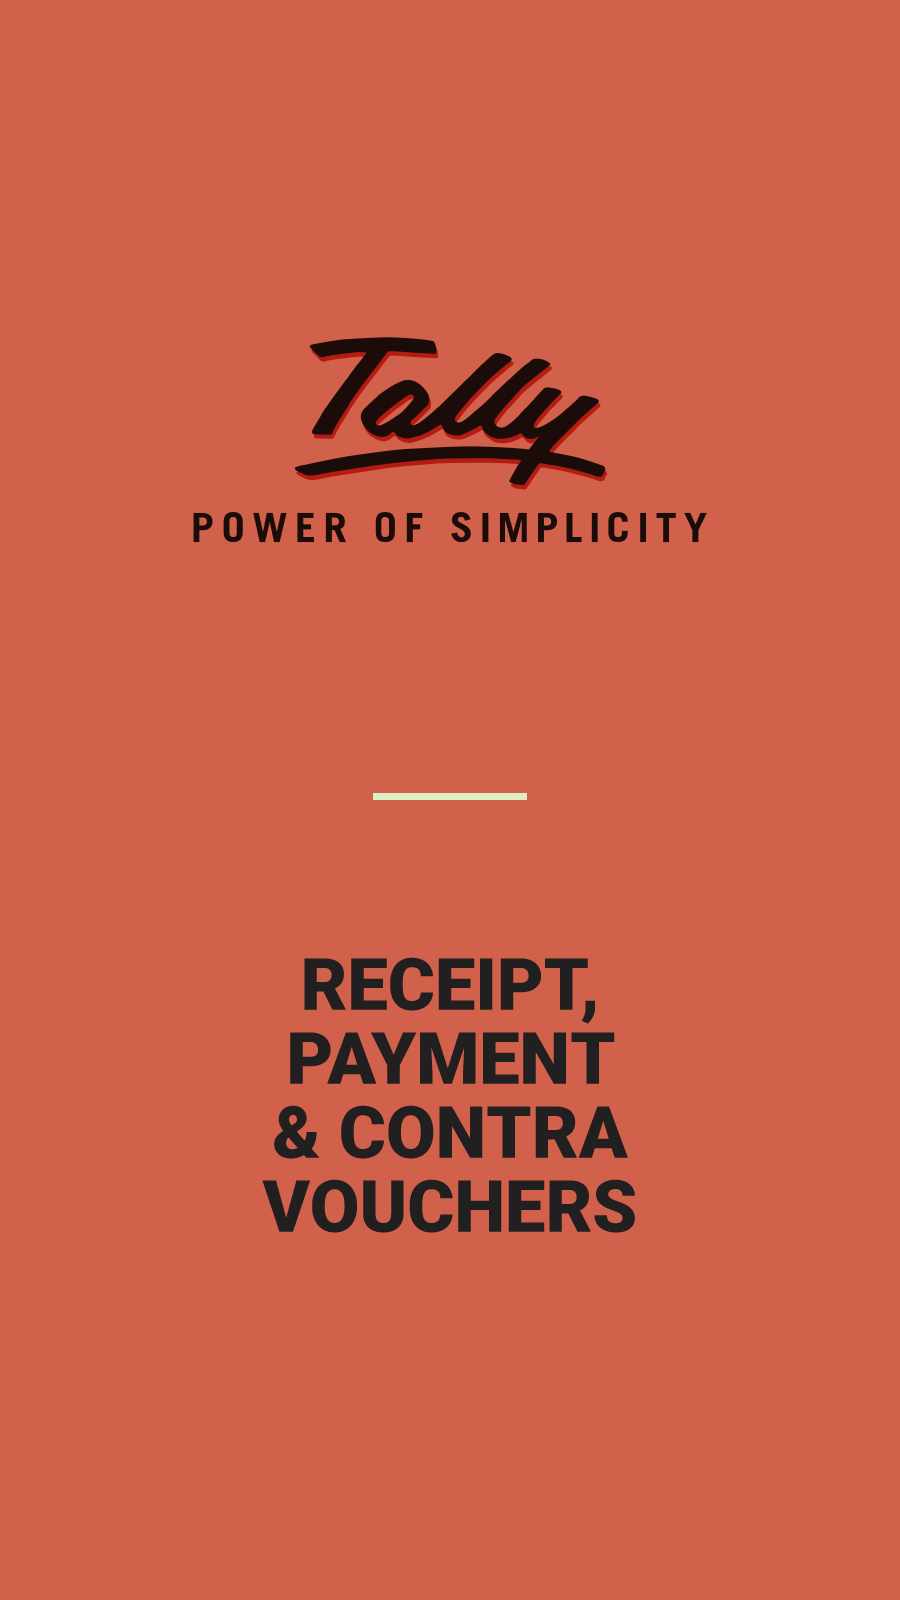 Tally
POWER OF SIMPLICITY
RECEIPT,
PAYMENT
& CONTRA
VOUCHERS